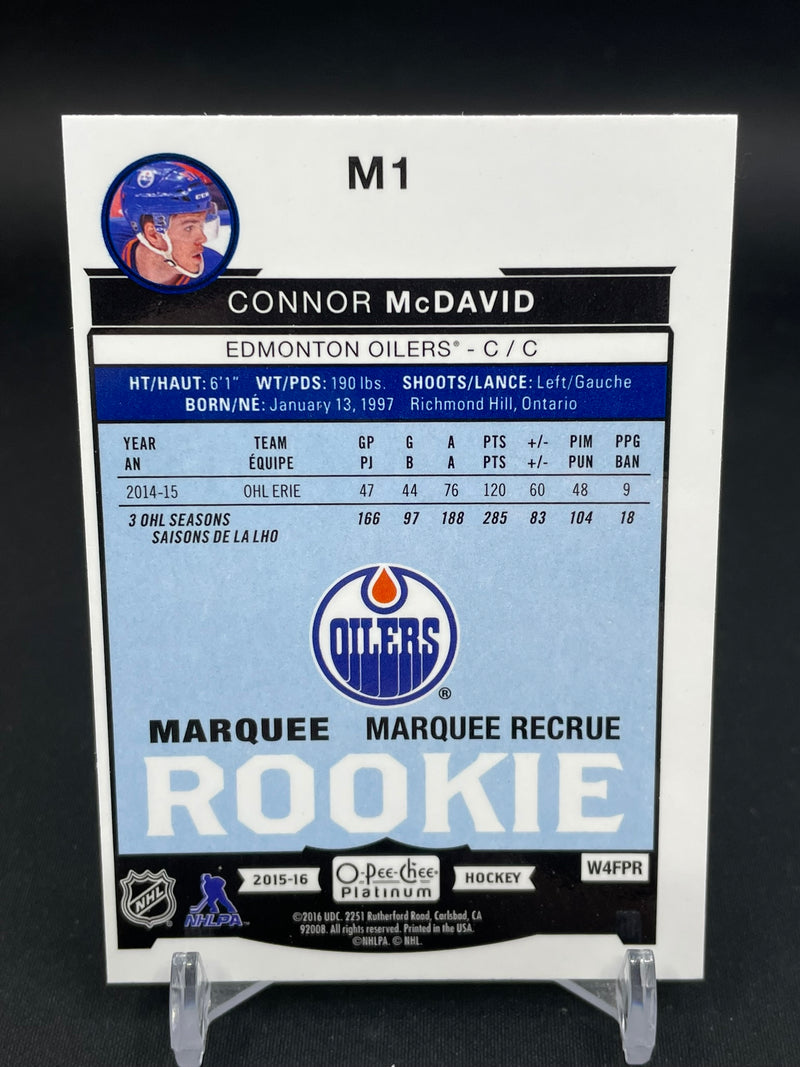 M1
CONNOR McDAVID
EDMONTON OILERS® - C / C
HT/HAUT: 6'1" WT/PDS: 190 lbs. SHOOTS/LANCE: Left/Gauche
BORN/NÉ: January 13, 1997 Richmond Hill, Ontario
YEAR TEAM GP G A PTS +/- PIM PPG
AN ÉQUIPE PJ B A PTS +/- PUN BAN
2014-15 OHL ERIE 47 44 76 120 60 48 9
3 OHL SEASONS 166 97 188 285 83 104 18
SAISONS DE LA LHO
OILERS ®
MARQUEE MARQUEE RECRUE
ROOKIE
W4FPR
NHL NHLPA 2015-16 O-Pee-Chee® HOCKEY
Platinum
©2016 UDC. 2251 Rutherford Road, Carlsbad, CA
92008. All rights reserved. Printed in the USA.
©NHLPA. © NHL.